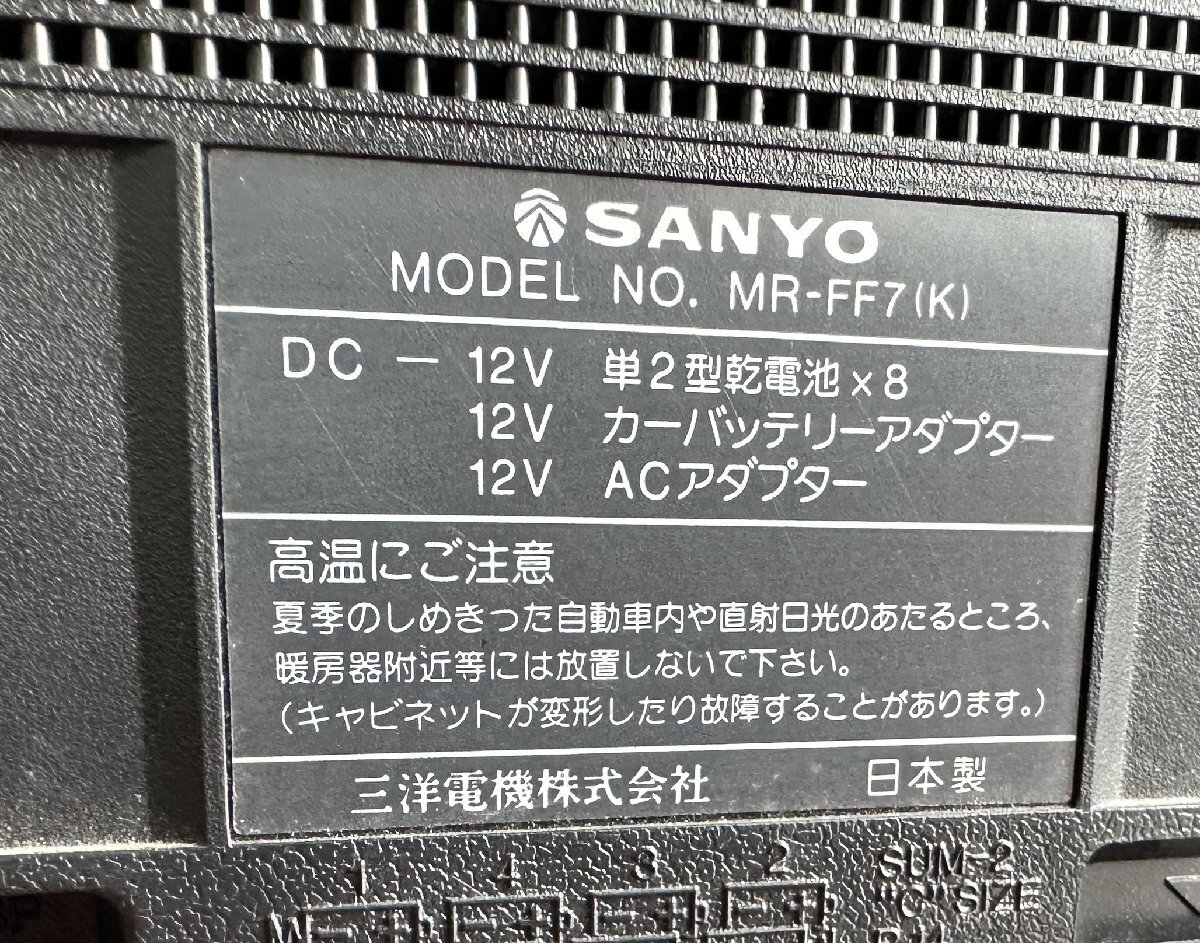 SANYO
MODEL NO. MR-FF7(K)
DC — 12V 単2型乾電池×8
12V カーバッテリーアダプター
12V ACアダプター
高温にご注意
夏季のしめきった自動車内や直射日光のあたるところ、
暖房器附近等には放置しないで下さい。
(キャビネットが変形したり故障することがあります。)
三洋電機株式会社 日本製
1 4 3 2 SUM-2
"C" SIZE